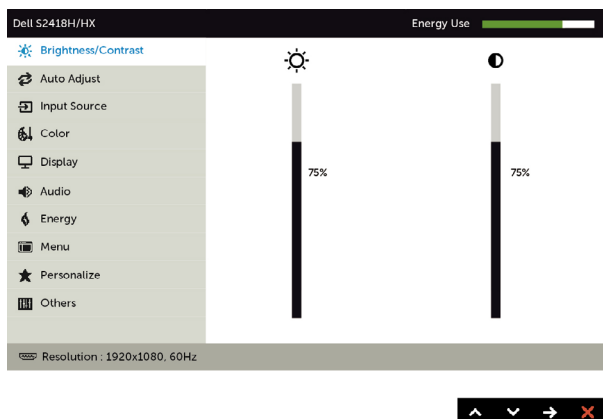 Dell S2418H/HX
Energy Use
Brightness/Contrast
Auto Adjust
Input Source
Color
Display
Audio
Energy
Menu
Personalize
Others
75%
75%
Resolution : 1920x1080, 60Hz